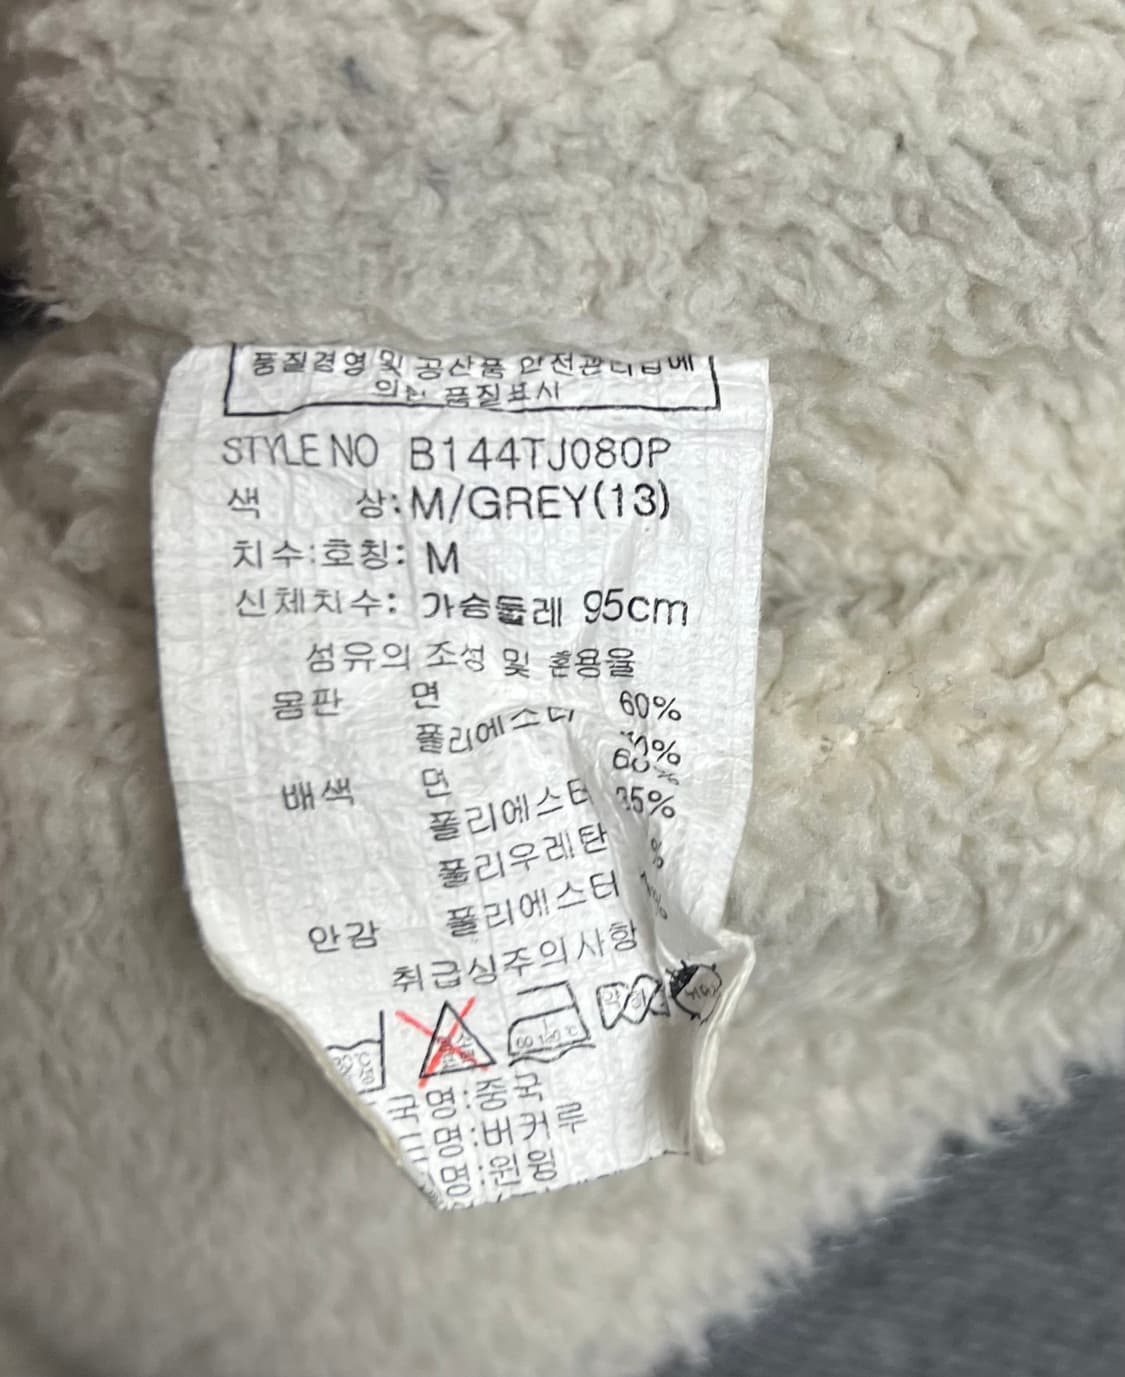 품질경영 및 공산품 안전관리법에
의한 품질표시
STYLE NO B144TJ080P
색 상: M/GREY(13)
치수:호칭: M
신체치수: 가슴둘레 95cm
섬유의 조성 및 혼용율
몸판 면 60%
폴리에스터
배색 면 60%
폴리에스터 35%
폴리우레탄 %
안감 폴리에스터
취급싱주의사항
국명:중국
명:버커루
명:원윙